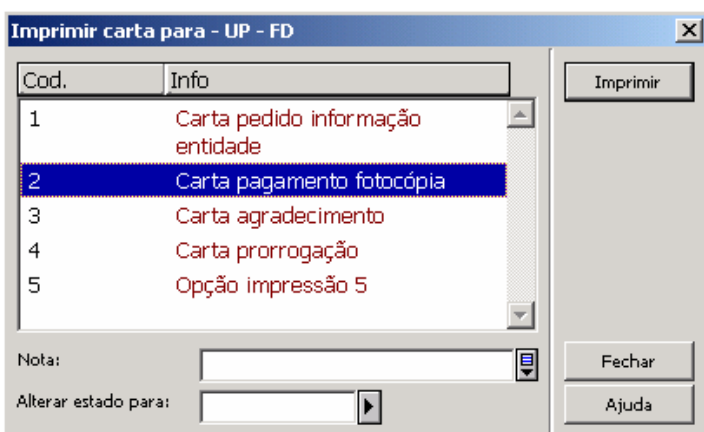 Imprimir carta para - UP - FD
Cod. Info
Imprimir
1 Carta pedido informação
entidade
2 Carta pagamento fotocópia
3 Carta agradecimento
4 Carta prorrogação
5 Opção impressão 5
Nota:
Fechar
Alterar estado para:
Ajuda